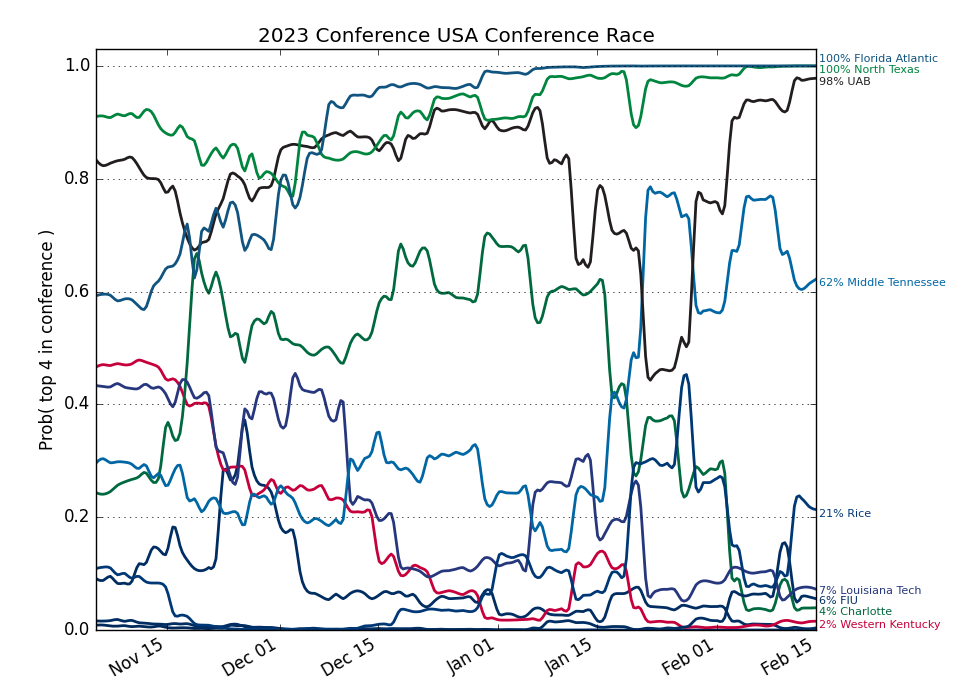 2023 Conference USA Conference Race
Prob( top 4 in conference )
1.0
0.8
0.6
0.4
0.2
0.0
Nov 15
Dec 01
Dec 15
Jan 01
Jan 15
Feb 01
Feb 15
100% Florida Atlantic
100% North Texas
98% UAB
62% Middle Tennessee
21% Rice
7% Louisiana Tech
6% FIU
4% Charlotte
2% Western Kentucky